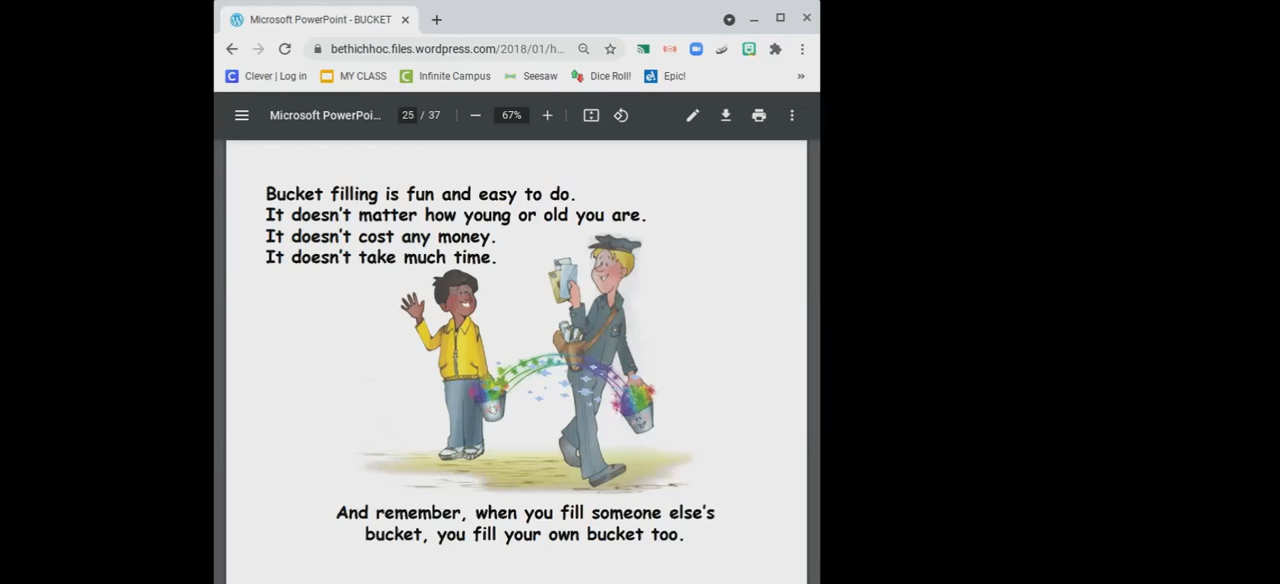 Microsoft PowerPoint - BUCKET
bethichhoc.files.wordpress.com/2018/01/h...
Clever | Log in MY CLASS Infinite Campus Seesaw Dice Roll! Epic! »
Microsoft PowerPoi... 25 / 37 67%
Bucket filling is fun and easy to do.
It doesn't matter how young or old you are.
It doesn't cost any money.
It doesn't take much time.
And remember, when you fill someone else's
bucket, you fill your own bucket too.